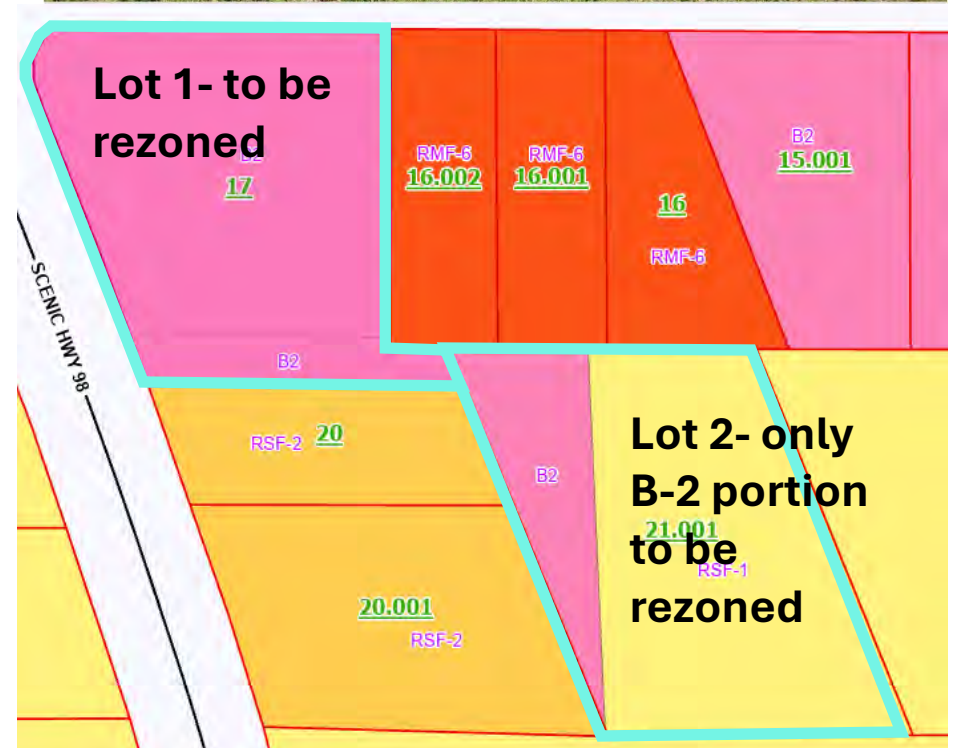 Lot 1- to be
rezoned
B2
17
B2
RMF-6
16.002
RMF-6
16.001
16
RMF-6
B2
15.001
SCENIC HWY 98
RSF-2 20
20.001
RSF-2
B2
Lot 2- only
B-2 portion
21.001
to be
RSF-1
rezoned